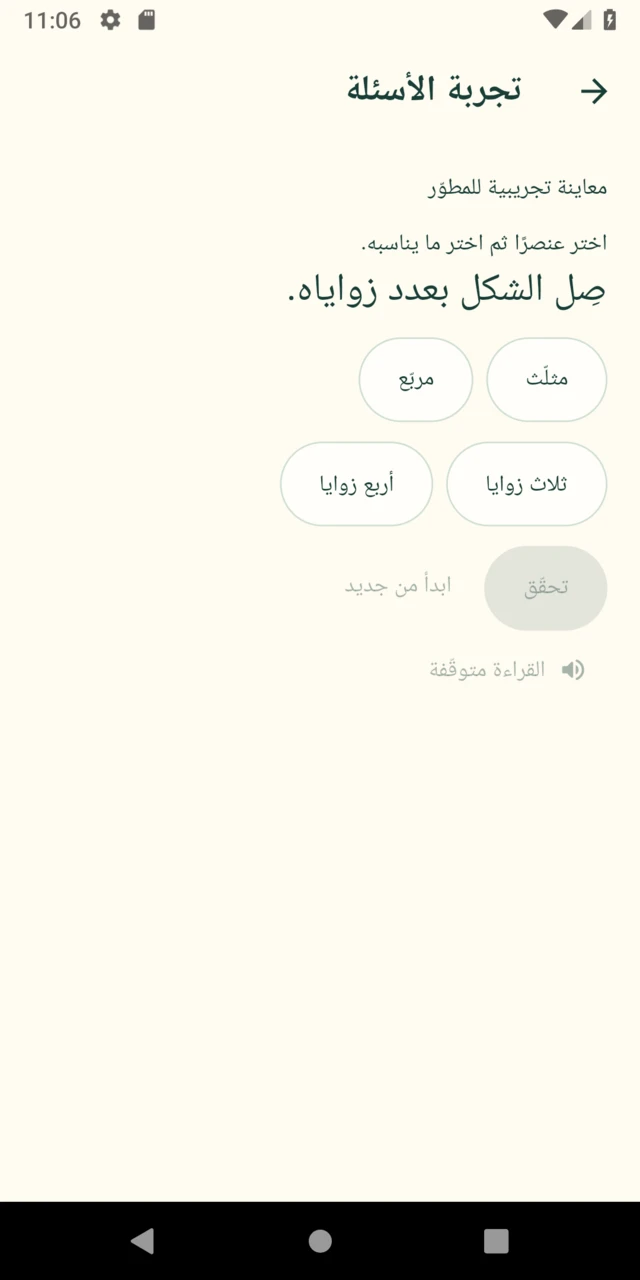 11:06
تجربة الأسئلة
معاينة تجريبية للمطوّر
اختر عنصرًا ثم اختر ما يناسبه.
صِل الشكل بعدد زواياه.
مثلّث مربّع
ثلاث زوايا أربع زوايا
تحقَّق ابدأ من جديد
القراءة متوقّفة